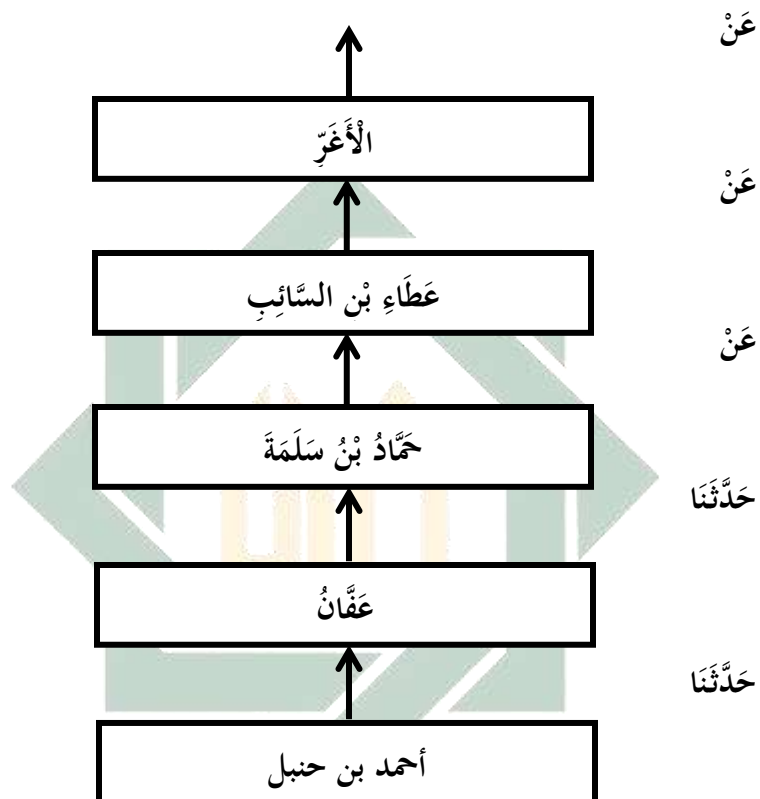 عَنْ
الْأَغَرِّ
عَنْ
عَطَاءِ بْنِ السَّائِبِ
عَنْ
حَمَّادُ بْنُ سَلَمَةَ
حَدَّثَنَا
عَفَّانُ
حَدَّثَنَا
أحمد بن حنبل